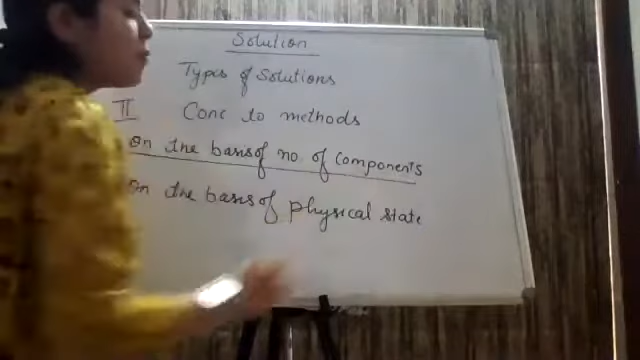 Solution
Types of Solutions
II Conc to methods
On the basis of no. of components
On the basis of physical state